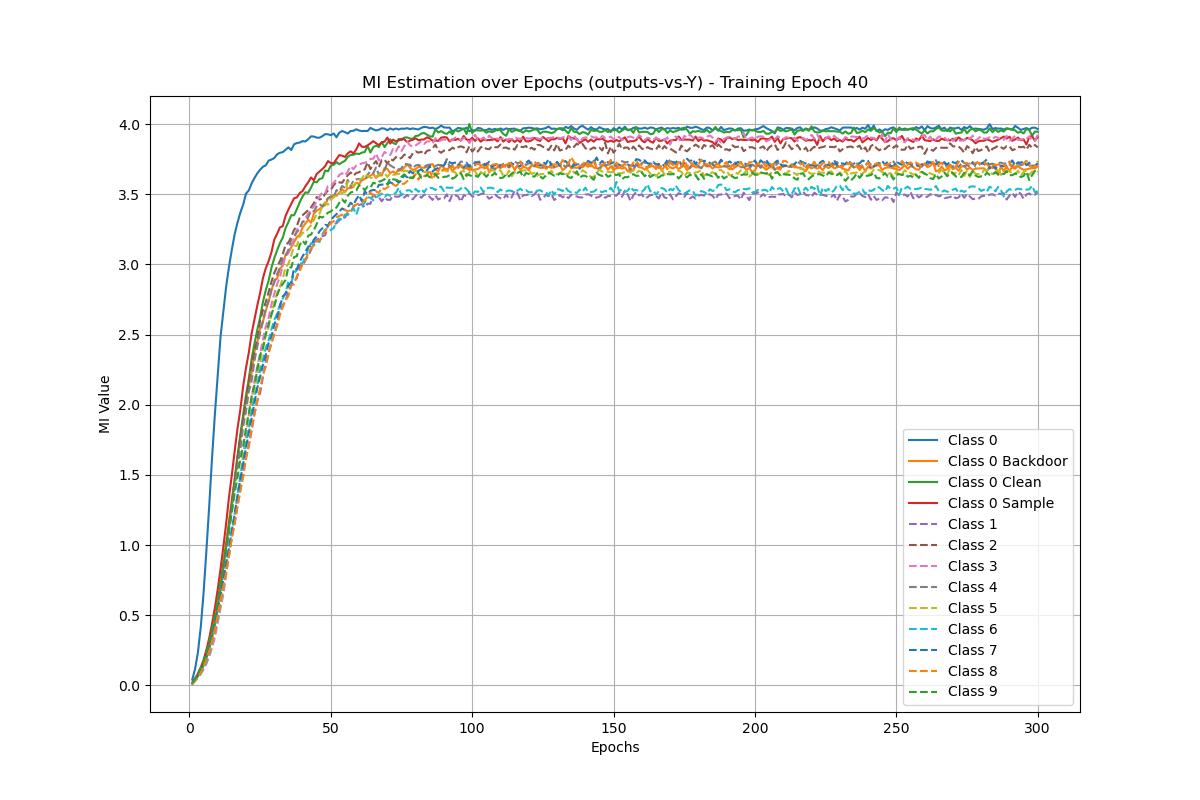 MI Estimation over Epochs (outputs-vs-Y) - Training Epoch 40
MI Value
4.0
3.5
3.0
2.5
2.0
1.5
1.0
0.5
0.0
Class 0
Class 0 Backdoor
Class 0 Clean
Class 0 Sample
Class 1
Class 2
Class 3
Class 4
Class 5
Class 6
Class 7
Class 8
Class 9
0 50 100 150 200 250 300
Epochs